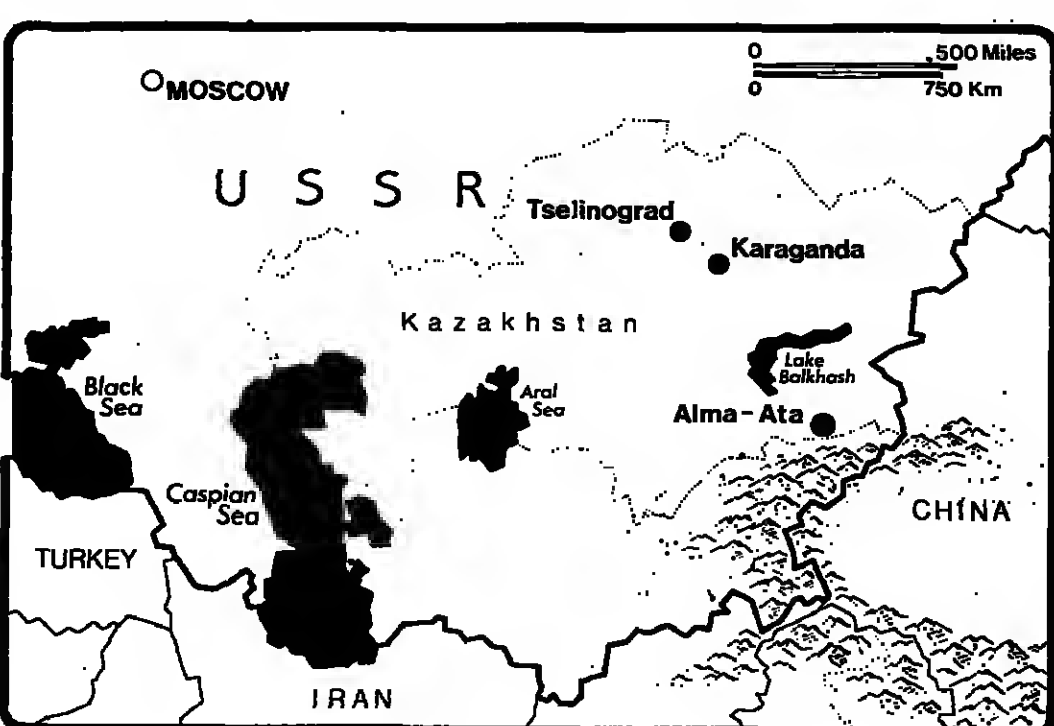 0 500 Miles
0 750 Km
MOSCOW
U S S R
Tselinograd
Karaganda
Kazakhstan
Black
Sea
Aral
Sea
Lake
Balkhash
Alma-Ata
Caspian
Sea
CHINA
TURKEY
IRAN